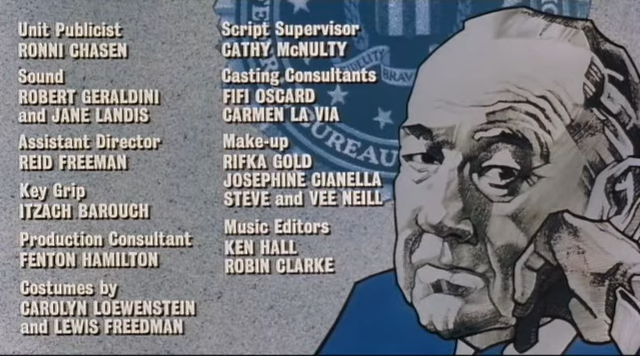 Unit Publicist
RONNI CHASEN
Sound
ROBERT GERALDINI
and JANE LANDIS
Assistant Director
REID FREEMAN
Key Grip
ITZACH BAROUCH
Production Consultant
FENTON HAMILTON
Costumes by
CAROLYN LOEWENSTEIN
and LEWIS FREEDMAN
Script Supervisor
CATHY McNULTY
Casting Consultants
FIFI OSCARD
CARMEN LA VIA
Make-up
RIFKA GOLD
JOSEPHINE CIANELLA
STEVE and VEE NEILL
Music Editors
KEN HALL
ROBIN CLARKE
FIDELITY
BUREAU